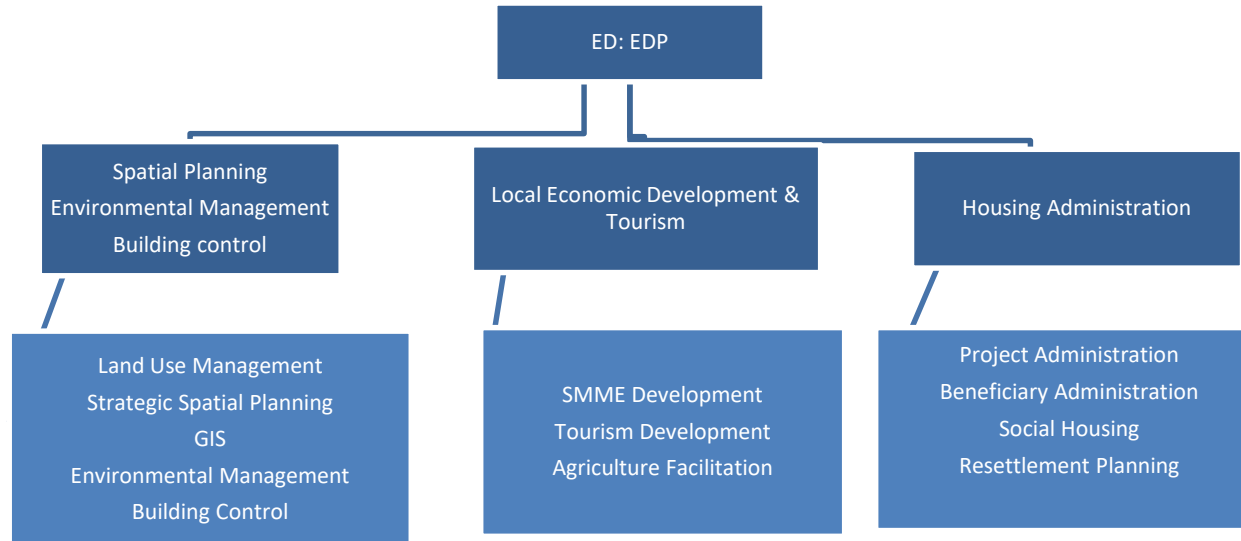 ED: EDP
Spatial Planning
Environmental Management
Building control
Local Economic Development &
Tourism
Housing Administration
Land Use Management
Strategic Spatial Planning
GIS
Environmental Management
Building Control
SMME Development
Tourism Development
Agriculture Facilitation
Project Administration
Beneficiary Administration
Social Housing
Resettlement Planning